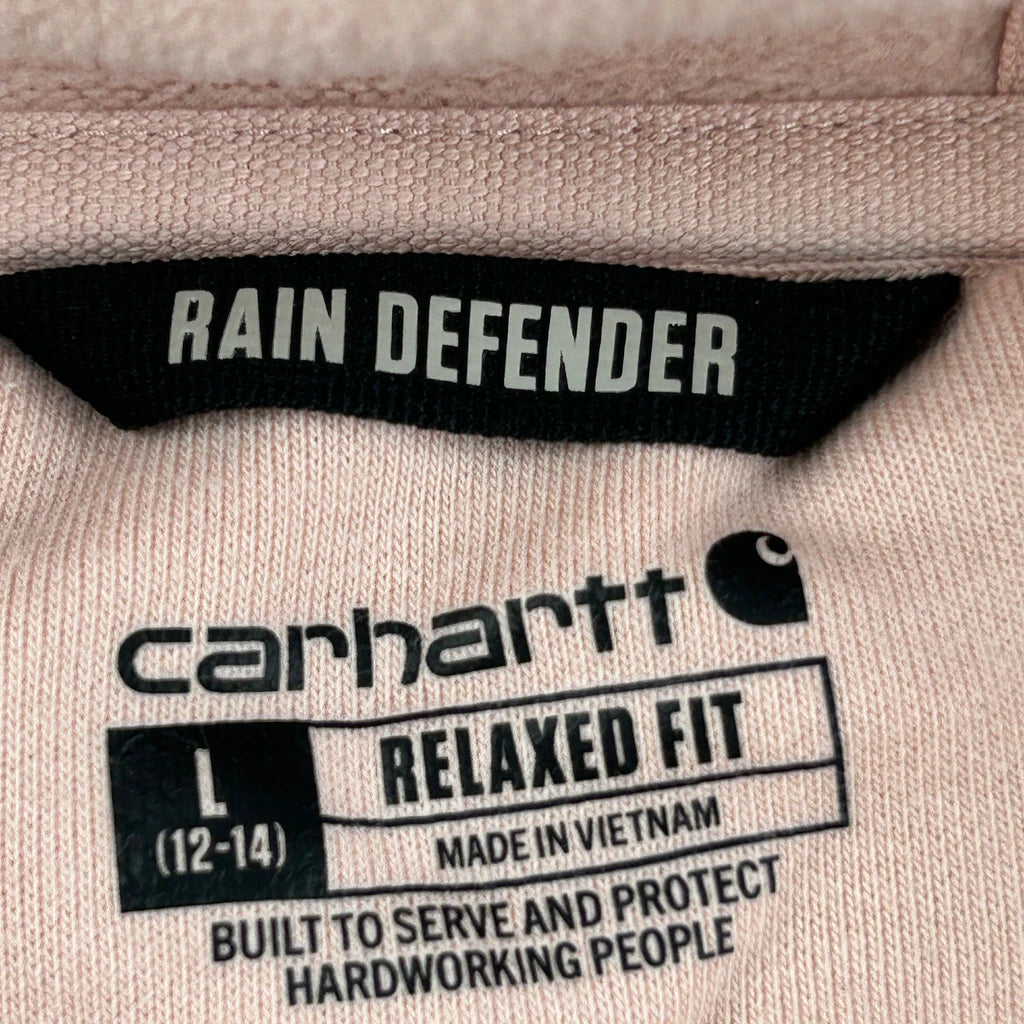 RAIN DEFENDER
carhartt
L
(12-14)
RELAXED FIT
MADE IN VIETNAM
BUILT TO SERVE AND PROTECT
HARDWORKING PEOPLE